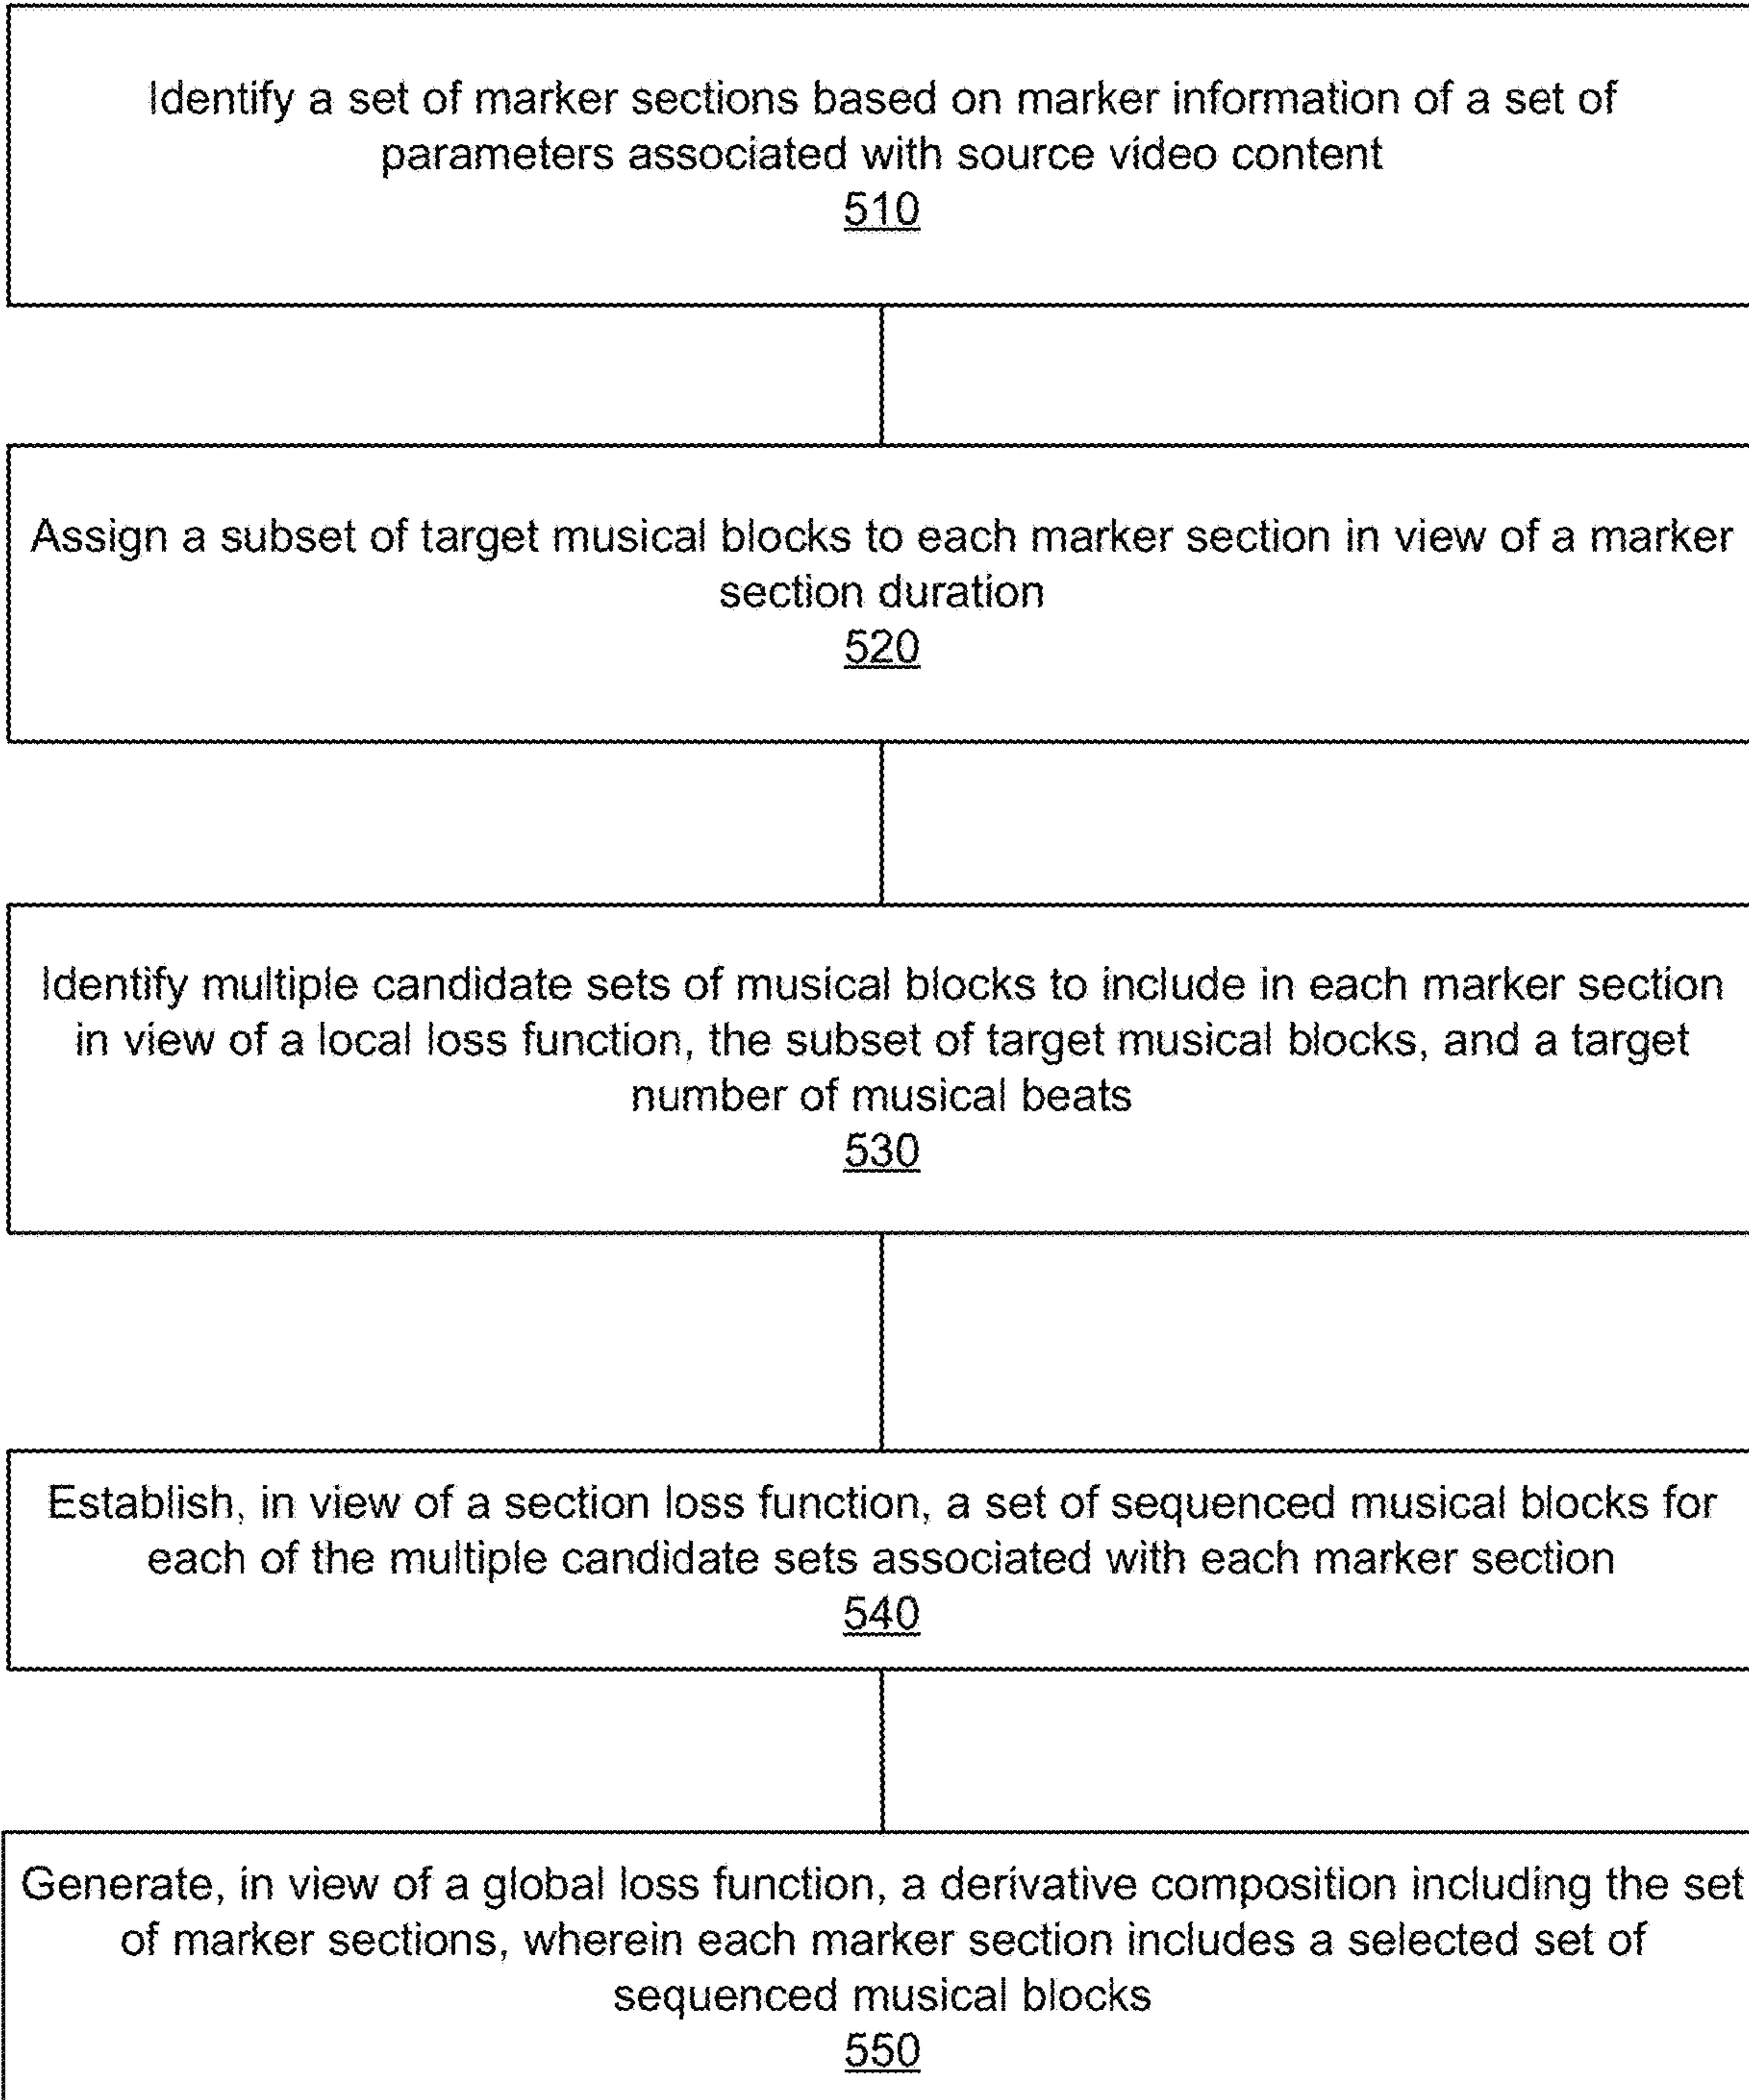 Identify a set of marker sections based on marker information of a set of
parameters associated with source video content
510
Assign a subset of target musical blocks to each marker section in view of a marker
section duration
520
Identify multiple candidate sets of musical blocks to include in each marker section
in view of a local loss function, the subset of target musical blocks, and a target
number of musical beats
530
Establish, in view of a section loss function, a set of sequenced musical blocks for
each of the multiple candidate sets associated with each marker section
540
Generate, in view of a global loss function, a derivative composition including the set
of marker sections, wherein each marker section includes a selected set of
sequenced musical blocks
550